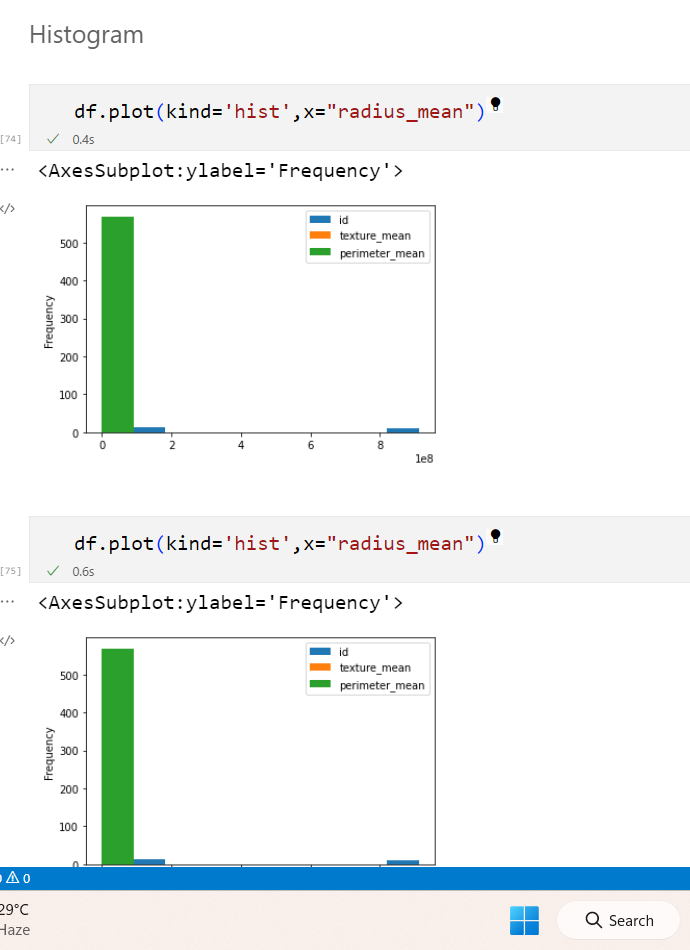 Histogram
df.plot(kind='hist',x="radius_mean")
[74]
0.4s
<AxesSubplot:ylabel='Frequency'>
id
texture_mean
perimeter_mean
500
400
300
200
100
0
Frequency
0 2 4 6 8
1e8
df.plot(kind='hist',x="radius_mean")
[75]
0.6s
<AxesSubplot:ylabel='Frequency'>
id
texture_mean
perimeter_mean
500
400
300
200
100
0
Frequency
0
29°C
Haze
Search